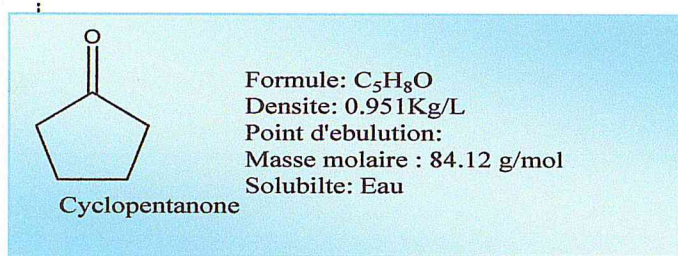 O
Formule: C₅H₈O
Densite: 0.951Kg/L
Point d'ebulution:
Masse molaire : 84.12 g/mol
Solubilte: Eau
Cyclopentanone